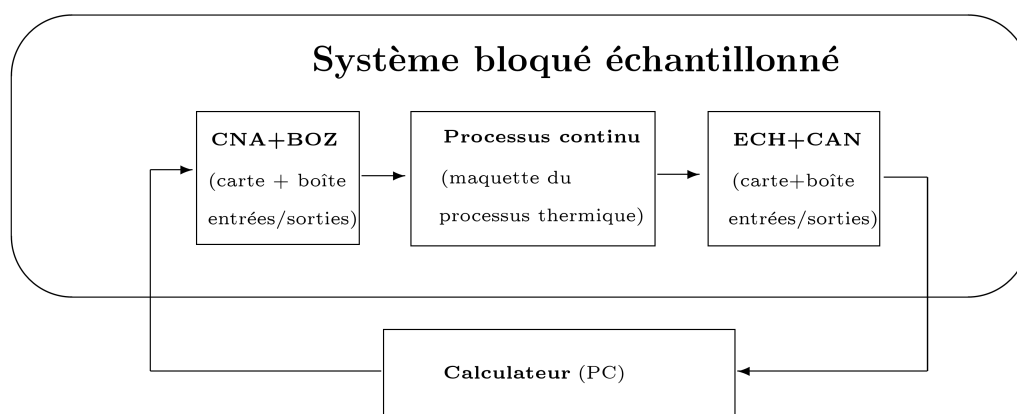 Système bloqué échantillonné
CNA+BOZ
(carte + boîte
entrées/sorties)
Processus continu
(maquette du
processus thermique)
ECH+CAN
(carte+boîte
entrées/sorties)
Calculateur (PC)